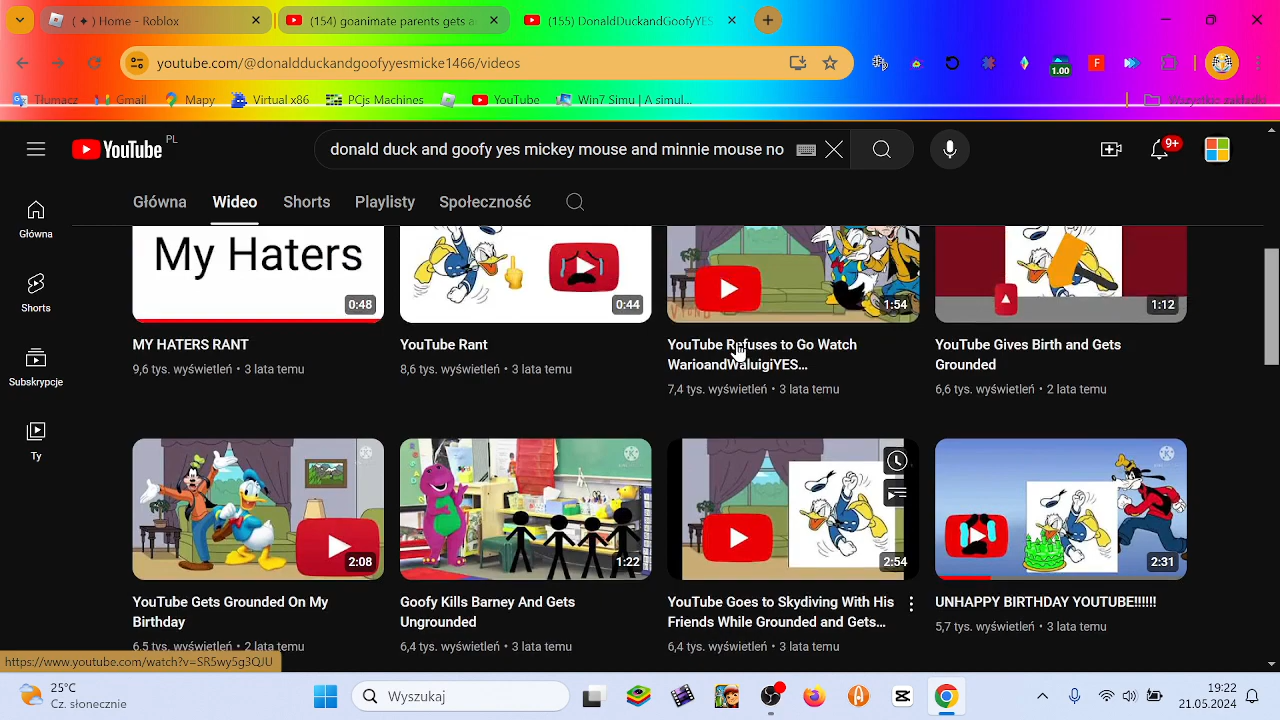 ( ✦ ) Home - Roblox
(154) goanimate parents gets a
(155) DonaldDuckandGoofyYES
youtube.com/@donaldduckandgoofyyesmicke1466/videos
1.00
F
Tłumacz
Gmail
Mapy
Virtual x86
PCjs Machines
YouTube
Win7 Simu | A simul...
Wszystkie zakładki
YouTube PL
donald duck and goofy yes mickey mouse and minnie mouse no
9+
Główna
Wideo
Shorts
Playlisty
Społeczność
Główna
Shorts
Subskrypcje
Ty
My Haters
0:48
0:44
1:54
1:12
MY HATERS RANT
9,6 tys. wyświetleń • 3 lata temu
YouTube Rant
8,6 tys. wyświetleń • 3 lata temu
YouTube Refuses to Go Watch
WarioandWaluigiYES...
7,4 tys. wyświetleń • 3 lata temu
YouTube Gives Birth and Gets
Grounded
6,6 tys. wyświetleń • 2 lata temu
2:08
1:22
2:54
2:31
YouTube Gets Grounded On My
Birthday
6,5 tys. wyświetleń • 2 lata temu
Goofy Kills Barney And Gets
Ungrounded
6,4 tys. wyświetleń • 3 lata temu
YouTube Goes to Skydiving With His
Friends While Grounded and Gets...
6,4 tys. wyświetleń • 3 lata temu
UNHAPPY BIRTHDAY YOUTUBE!!!!!!
5,7 tys. wyświetleń • 3 lata temu
https://www.youtube.com/watch?v=SR5wy5g3QJU
25°C
Cz. słonecznie
Wyszukaj
19:22
21.05.2024